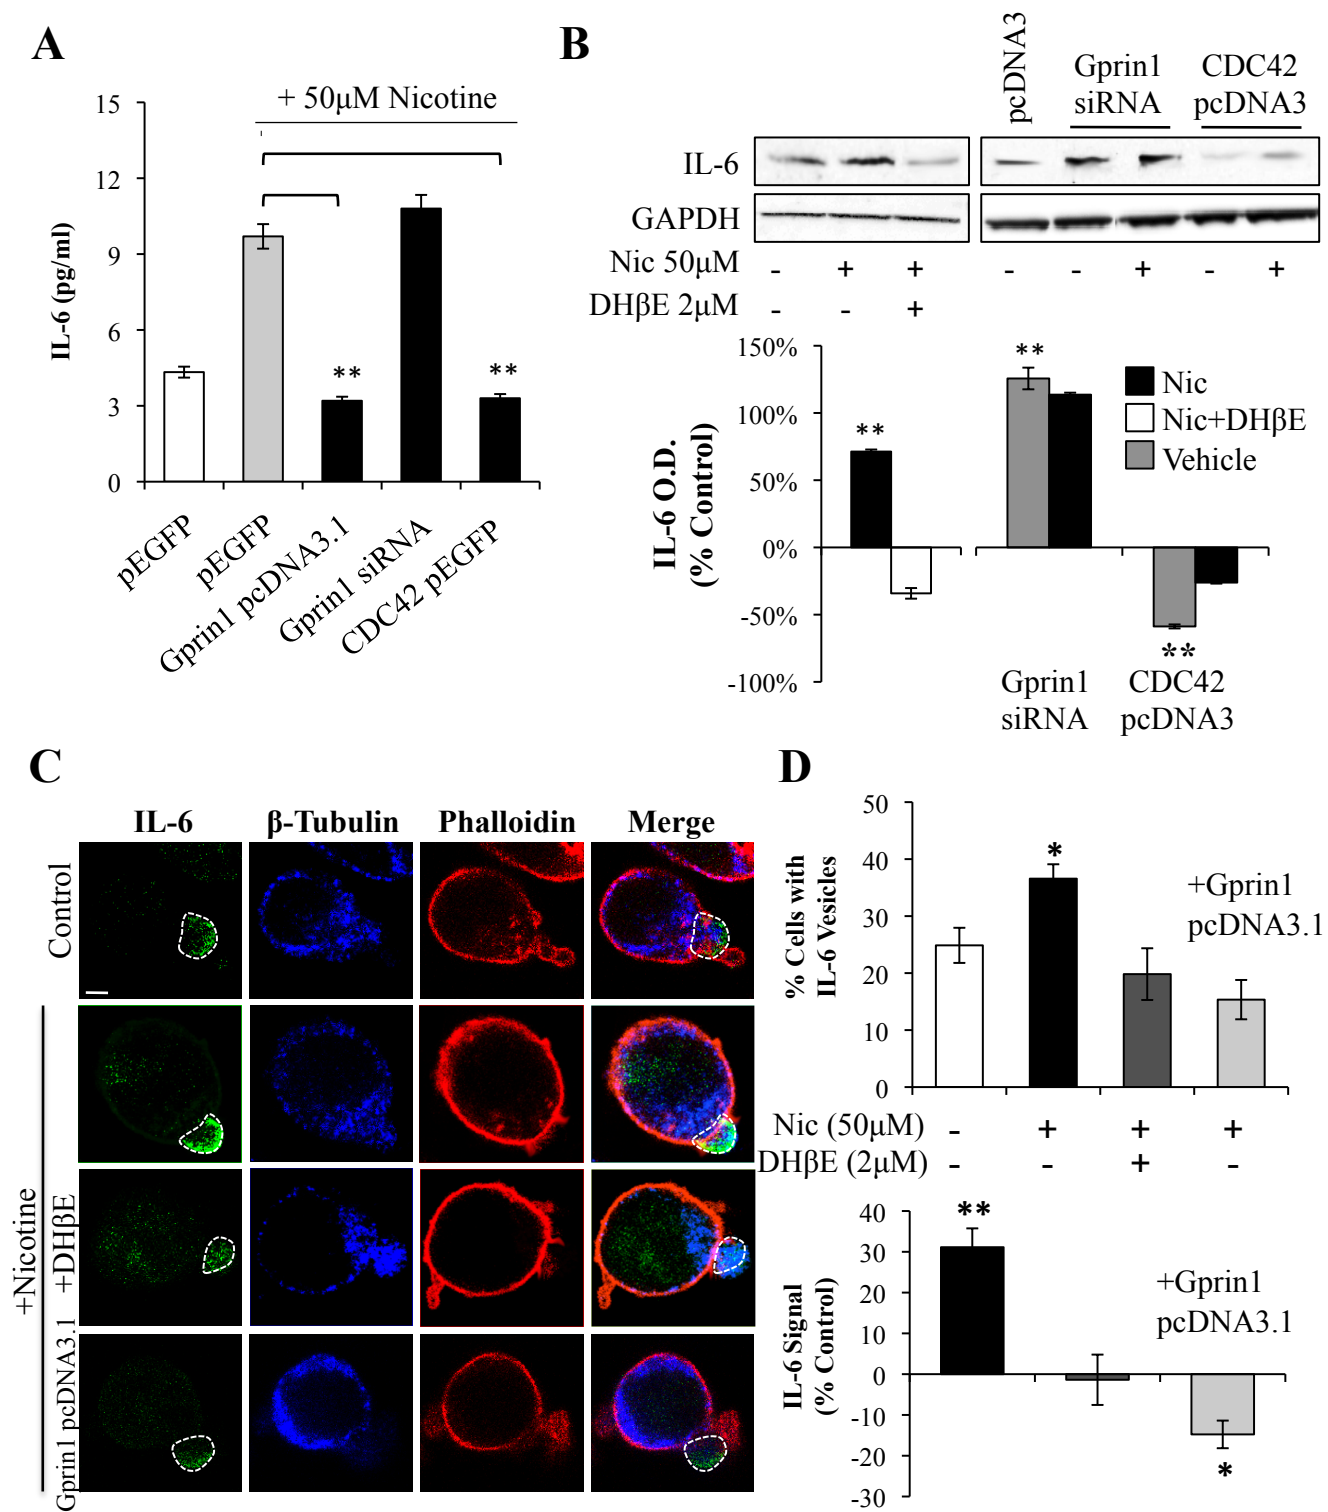 A
+ 50μM Nicotine
15
12
9
6
3
0
IL-6 (pg/ml)
**
**
pEGFP
pEGFP
Gprin1 pcDNA3.1
Gprin1 siRNA
CDC42 pEGFP
B
pcDNA3
Gprin1
siRNA
CDC42
pcDNA3
IL-6
GAPDH
Nic 50μM - + + - - + - +
DHβE 2μM - - +
150%
100%
50%
0%
-50%
-100%
IL-6 O.D.
(% Control)
**
**
**
Nic
Nic+DHβE
Vehicle
Gprin1
siRNA
CDC42
pcDNA3
C
IL-6 β-Tubulin Phalloidin Merge
Control
+Nicotine
+DHβE
Gprin1 pcDNA3.1
D
50
40
30
20
10
0
% Cells with
IL-6 Vesicles
*
+Gprin1
pcDNA3.1
Nic (50μM) - + + +
DHβE (2μM) - - + -
40
30
20
10
0
-10
-20
-30
IL-6 Signal
(% Control)
**
+Gprin1
pcDNA3.1
*